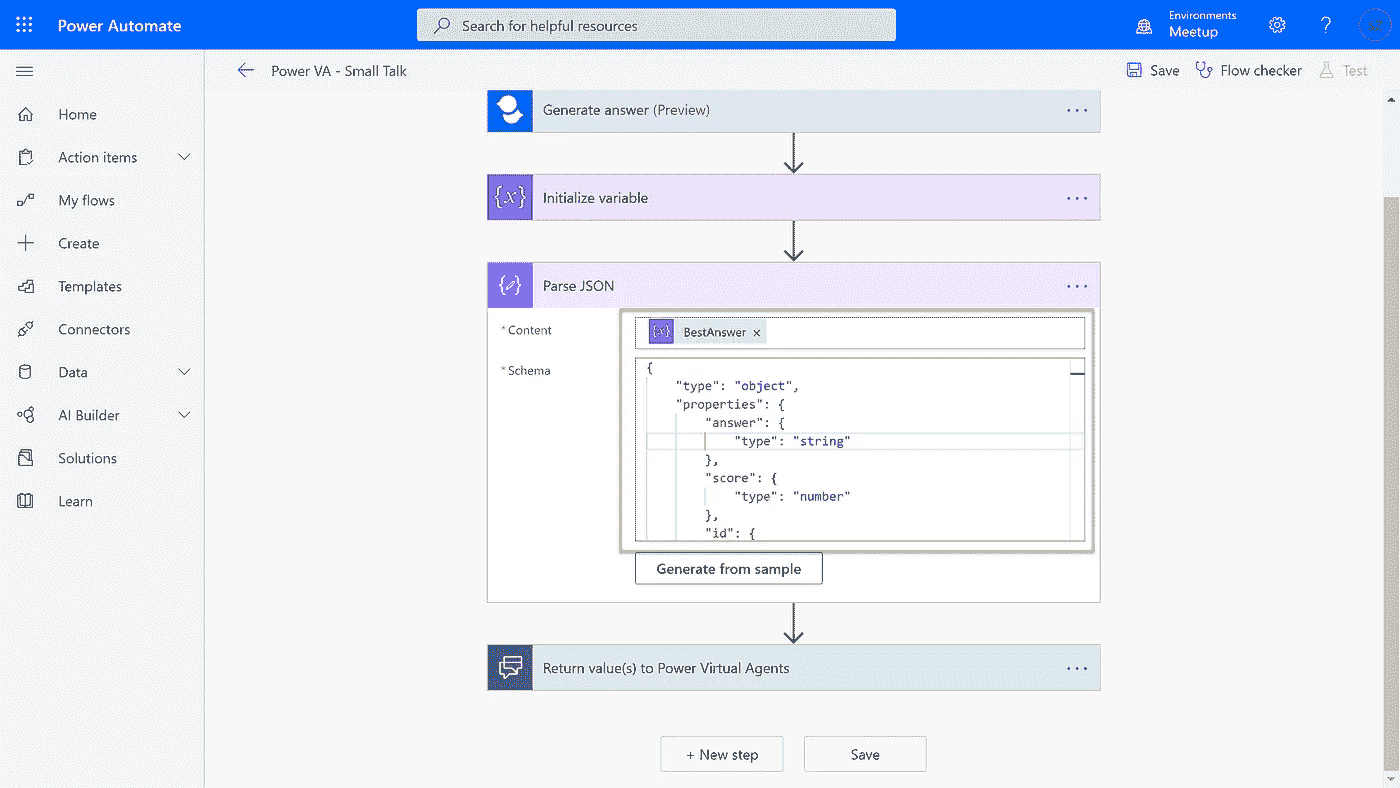 Power Automate
Search for helpful resources
Environments
Meetup
?
Power VA - Small Talk
Save
Flow checker
Test
Home
Action items
My flows
Create
Templates
Connectors
Data
AI Builder
Solutions
Learn
Generate answer (Preview)
{x} Initialize variable
Parse JSON
* Content
{x} BestAnswer ×
* Schema
{
"type": "object",
"properties": {
"answer": {
"type": "string"
},
"score": {
"type": "number"
},
"id": {
Generate from sample
Return value(s) to Power Virtual Agents
+ New step
Save